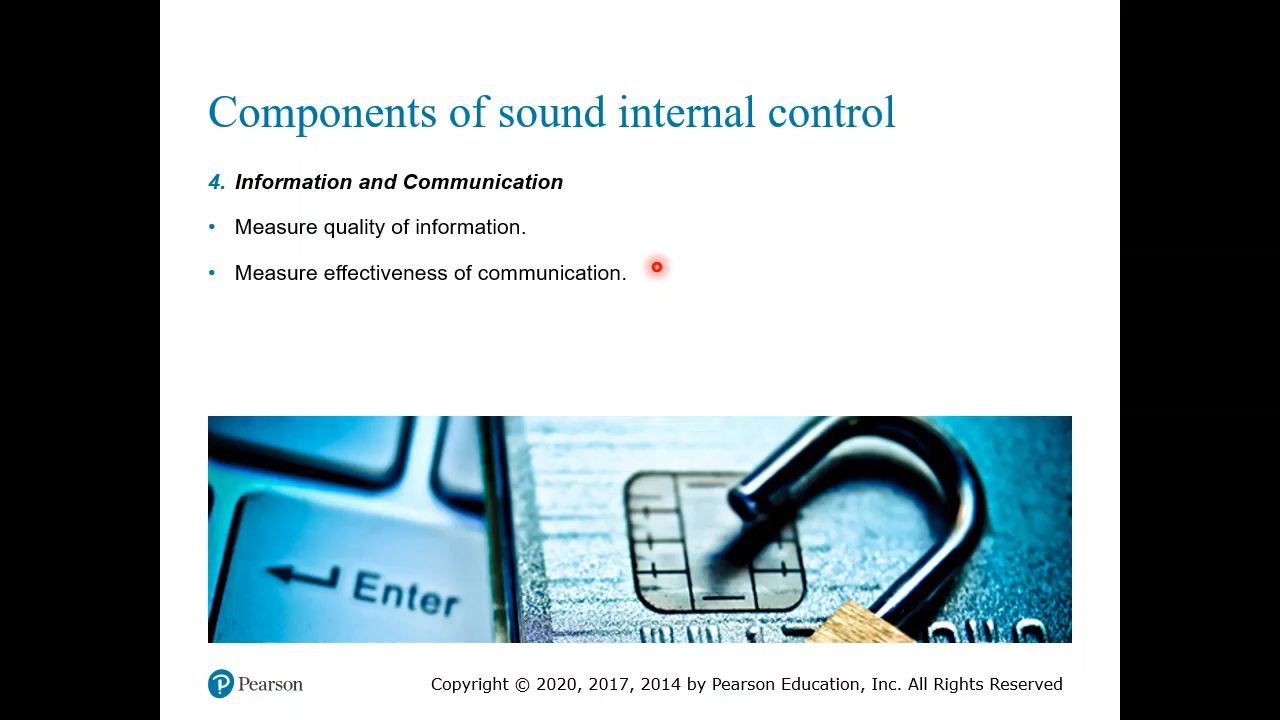 Components of sound internal control
4. Information and Communication
• Measure quality of information.
• Measure effectiveness of communication.
Enter
Pearson
Copyright © 2020, 2017, 2014 by Pearson Education, Inc. All Rights Reserved